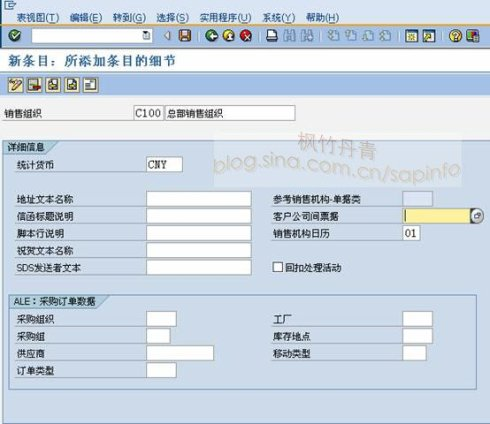 表视图(T) 编辑(E) 转到(G) 选择(S) 实用程序(U) 系统(Y) 帮助(H)
新条目：所添加条目的细节
销售组织 C100 总部销售组织
枫竹丹青
blog.sina.com.cn/sapinfo
详细信息
统计货币 CNY
地址文本名称 参考销售机构-单据类
信函标题说明 客户公司间票据
脚本行说明 销售机构日历 01
祝贺文本名称
SDS发送者文本 回扣处理活动
ALE：采购订单数据
采购组织 工厂
采购组 库存地点
供应商 移动类型
订单类型